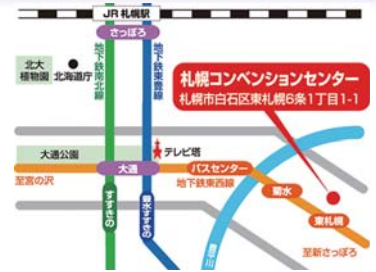 JR 札幌駅
さっぽろ
北大
植物園
北海道庁
地下鉄南北線
地下鉄東豊線
札幌コンベンションセンター
札幌市白石区東札幌6条1丁目1-1
大通公園
テレビ塔
至宮の沢
大通
地下鉄東西線
バスセンター
菊水
東札幌
すすきの
豊水すすきの
豊平川
至新さっぽろ